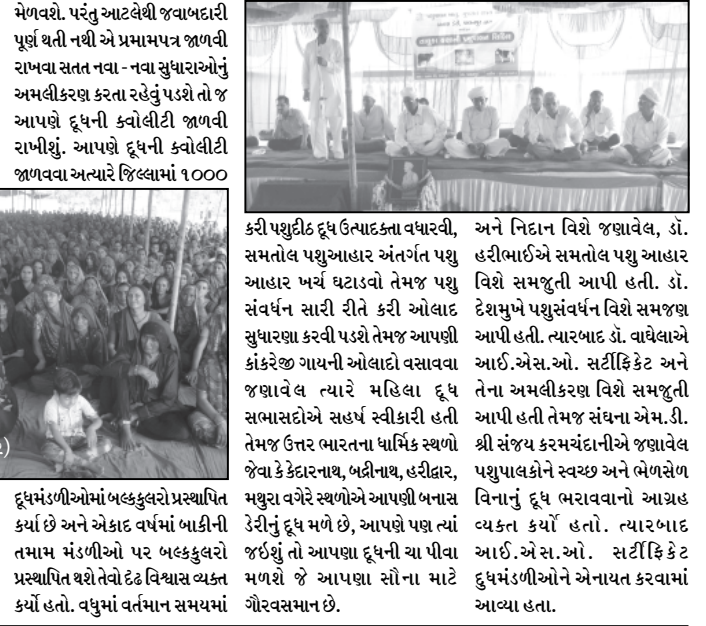 મેળવશે. પરંતુ આટલેથી જવાબદારી
પૂર્ણ થતી નથી એ પ્રમામપત્ર જાળવી
રાખવા સતત નવા - નવા સુધારાઓનું
અમલીકરણ કરતા રહેવું પડશે તો જ
આપણે દૂધની ક્વોલીટી જાળવી
રાખીશું. આપણે દૂધની ક્વોલીટી
જાળવવા અત્યારે જિલ્લામાં ૧૦૦૦
દૂધમંડળીઓમાં બલ્કકુલરો પ્રસ્થાપિત
કર્યા છે અને એકાદ વર્ષમાં બાકીની
તમામ મંડળીઓ પર બલ્કકુલરો
પ્રસ્થાપિત થશે તેવો દૃઢ વિશ્વાસ વ્યક્ત
કર્યો હતો. વધુમાં વર્તમાન સમયમાં
કરી પશુદીઠ દૂધ ઉત્પાદકતા વધારવી,
સમતોલ પશુઆહાર અંતર્ગત પશુ
આહાર ખર્ચ ઘટાડવો તેમજ પશુ
સંવર્ધન સારી રીતે કરી ઓલાદ
સુધારણા કરવી પડશે તેમજ આપણી
કાંકરેજી ગાયની ઓલાદો વસાવવા
જણાવેલ ત્યારે મહિલા દૂધ
સભાસદોએ સહર્ષ સ્વીકારી હતી
તેમજ ઉત્તર ભારતના ધાર્મિક સ્થળો
જેવા કે કેદારનાથ, બદ્રીનાથ, હરીદ્વાર,
મથુરા વગેરે સ્થળોએ આપણી બનાસ
ડેરીનું દૂધ મળે છે, આપણે પણ ત્યાં
જઇશું તો આપણા દૂધની ચા પીવા
મળશે જે આપણા સૌના માટે
ગૌરવસમાન છે.
અને નિદાન વિશે જણાવેલ, ડૉ.
હરીભાઈએ સમતોલ પશુ આહાર
વિશે સમજુતી આપી હતી. ડૉ.
દેશમુખે પશુસંવર્ધન વિશે સમજણ
આપી હતી. ત્યારબાદ ડૉ. વાઘેલાએ
આઈ.એસ.ઓ. સર્ટીફિકેટ અને
તેના અમલીકરણ વિશે સમજુતી
આપી હતી તેમજ સંઘના એમ.ડી.
શ્રી સંજય કરમચંદાનીએ જણાવેલ
પશુપાલકોને સ્વચ્છ અને ભેળસેળ
વિનાનું દૂધ ભરાવવાનો આગ્રહ
વ્યક્ત કર્યો હતો. ત્યારબાદ
આઈ.એસ.ઓ. સર્ટીફિકેટ
દુધમંડળીઓને એનાયત કરવામાં
આવ્યા હતા.